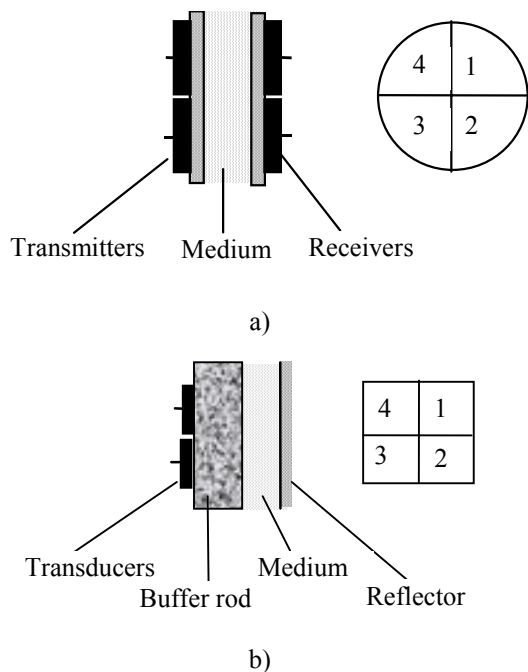 4 1
3 2
Transmitters Medium Receivers
a)
4 1
3 2
Transducers Medium
Buffer rod Reflector
b)